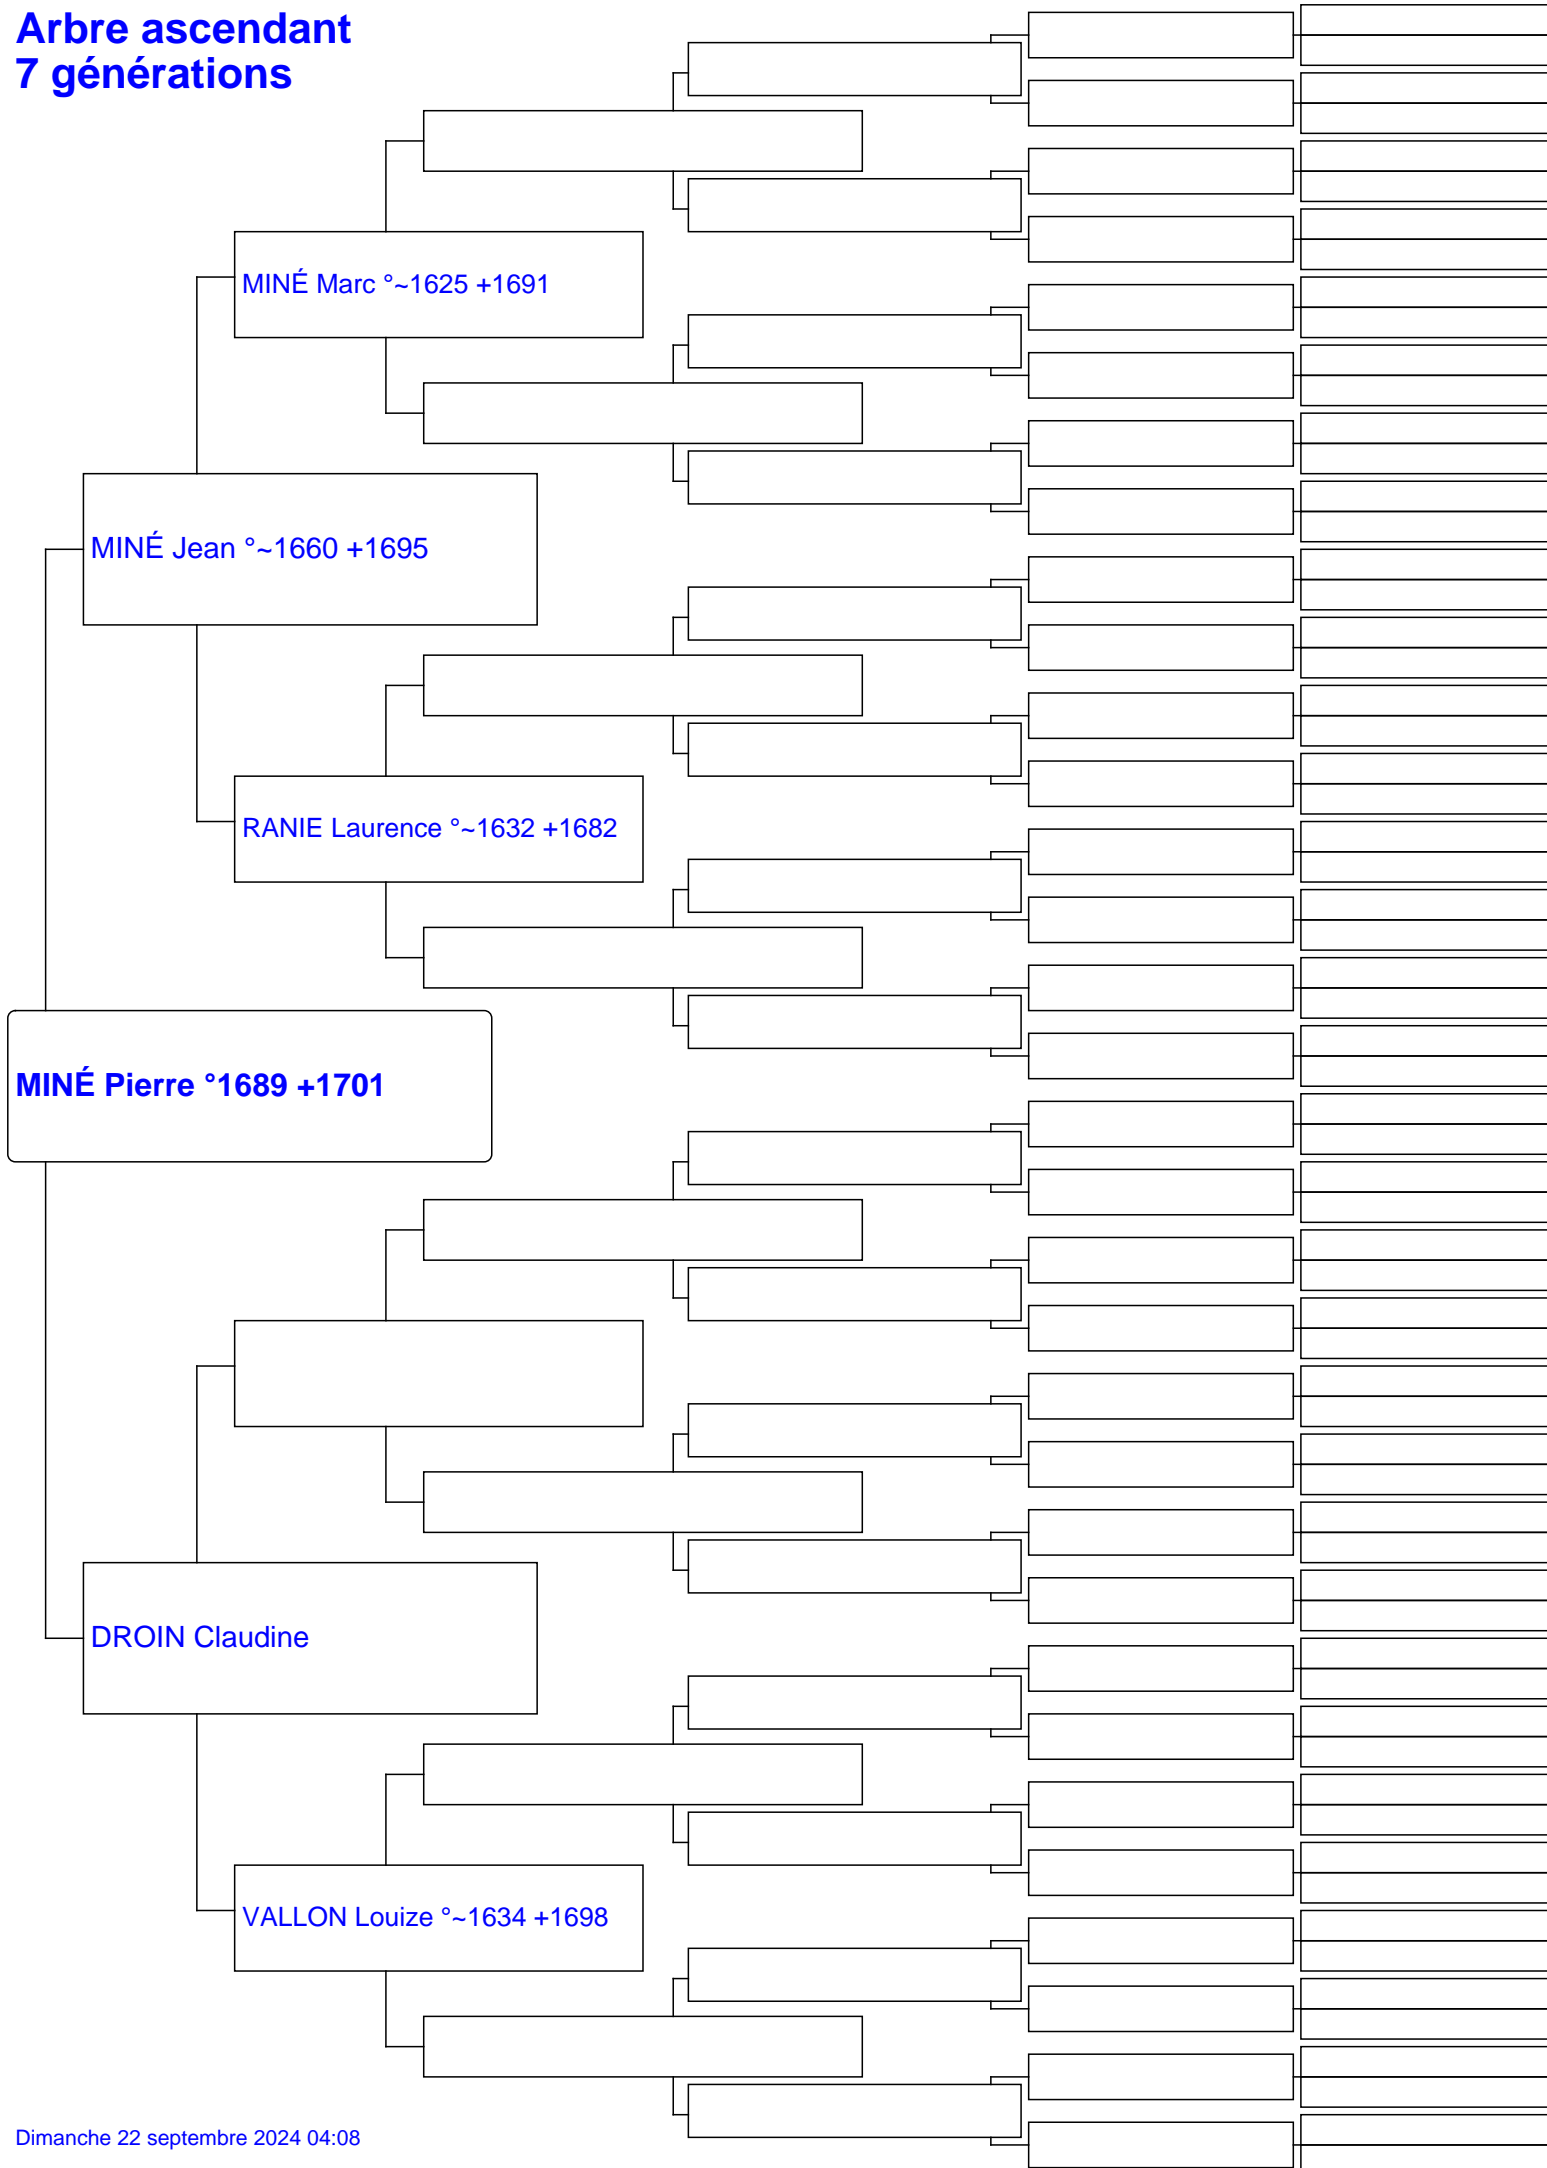 Arbre ascendant
7 générations
MINÉ Marc °~1625 +1691
MINÉ Jean °~1660 +1695
RANIE Laurence °~1632 +1682
MINÉ Pierre °1689 +1701
DROIN Claudine
VALLON Louize °~1634 +1698
Dimanche 22 septembre 2024 04:08